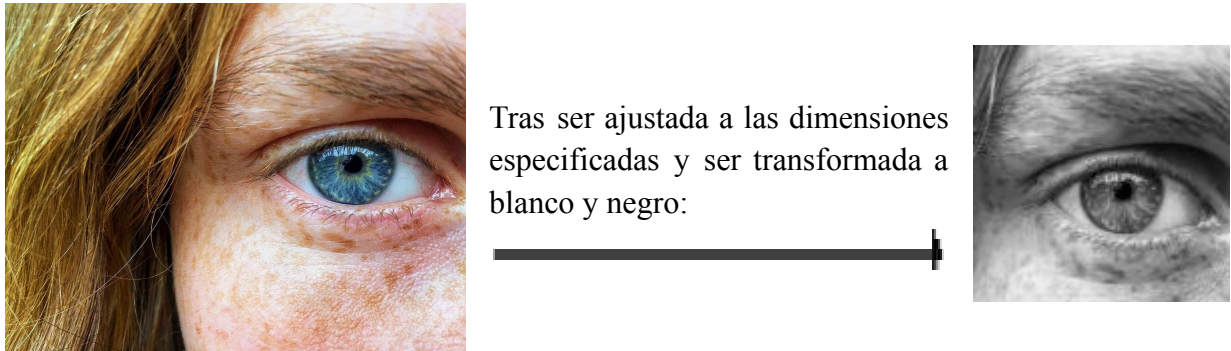 Tras ser ajustada a las dimensiones
especificadas y ser transformada a
blanco y negro: